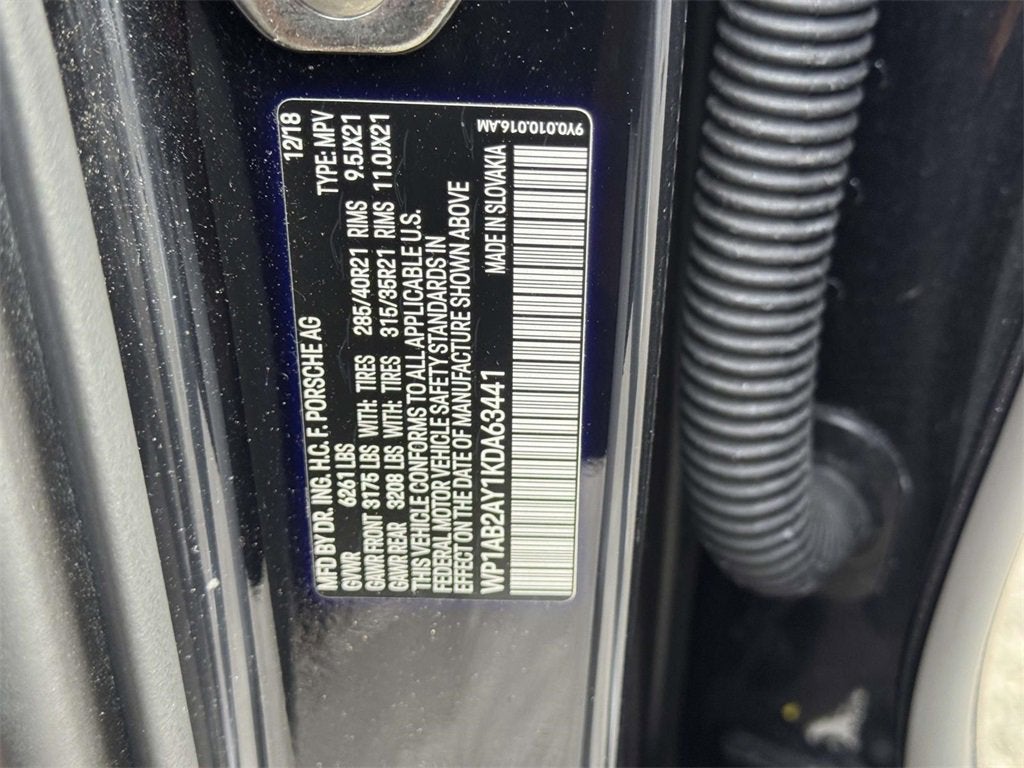 12/18
MFD BY DR. ING. H.C. F. PORSCHE AG TYPE: MPV
GWR 6261 LBS
GAWR FRONT 3175 LBS WITH: TIRES 285/40R21 RIMS 9.5JX21
GAWR REAR 3208 LBS WITH: TIRES 315/35R21 RIMS 11.0JX21
THIS VEHICLE CONFORMS TO ALL APPLICABLE U.S.
FEDERAL MOTOR VEHICLE SAFETY STANDARDS IN
EFFECT ON THE DATE OF MANUFACTURE SHOWN ABOVE
WP1AB2AY1KDA63441 MADE IN SLOVAKIA
9Y0.010.016.AM